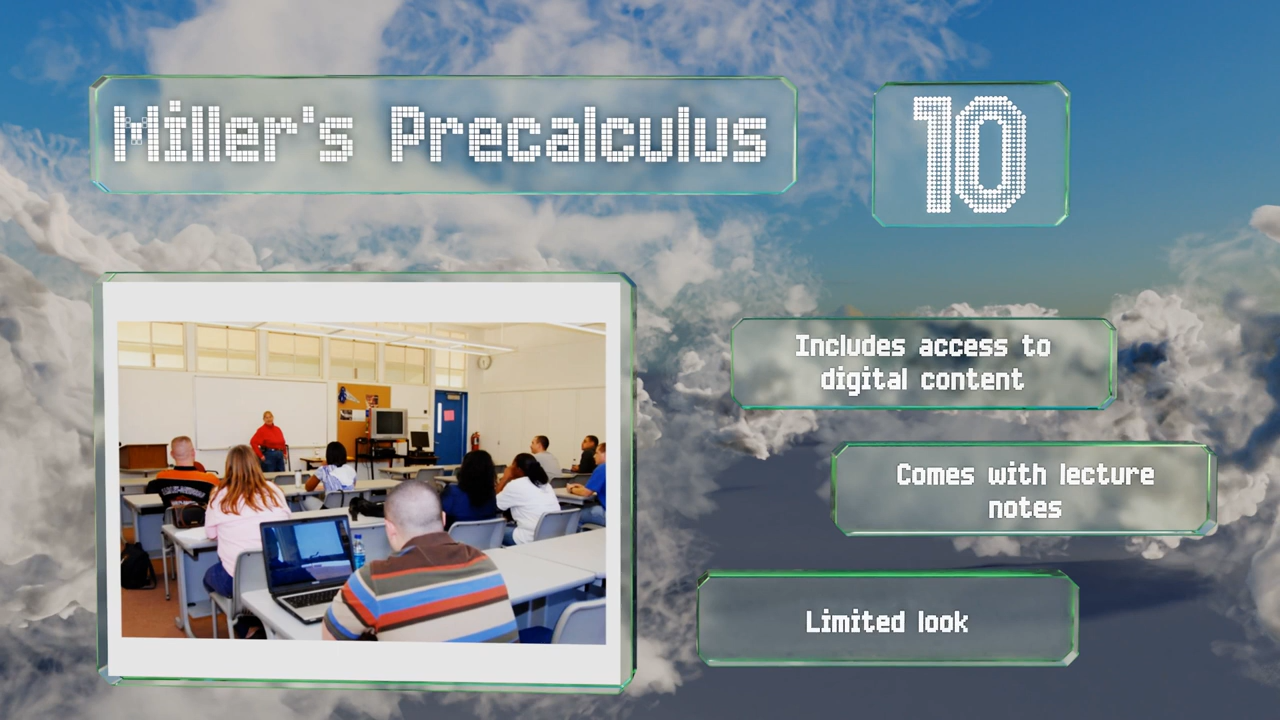 Miller's Precalculus
10
Includes access to
digital content
Comes with lecture
notes
Limited look